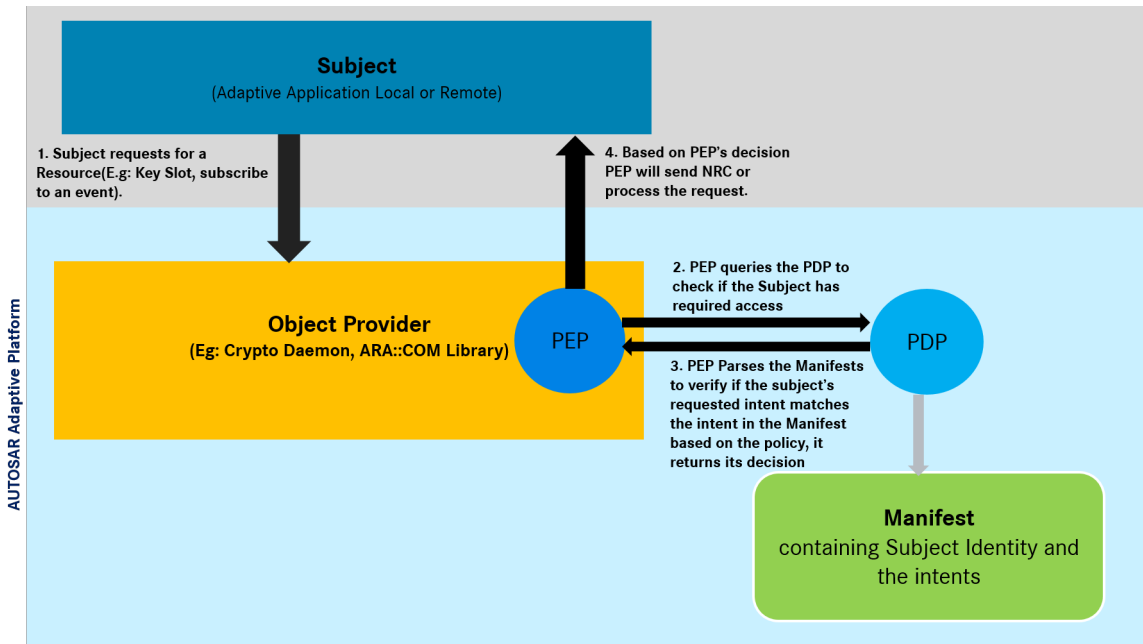 Subject
(Adaptive Application Local or Remote)
1. Subject requests for a
Resource(E.g: Key Slot, subscribe
to an event).
4. Based on PEP's decision
PEP will send NRC or
process the request.
AUTOSAR Adaptive Platform
Object Provider
(Eg: Crypto Daemon, ARA::COM Library)
PEP
2. PEP queries the PDP to
check if the Subject has
required access
PDP
3. PEP Parses the Manifests
to verify if the subject's
requested intent matches
the intent in the Manifest
based on the policy, it
returns its decision
Manifest
containing Subject Identity and
the intents